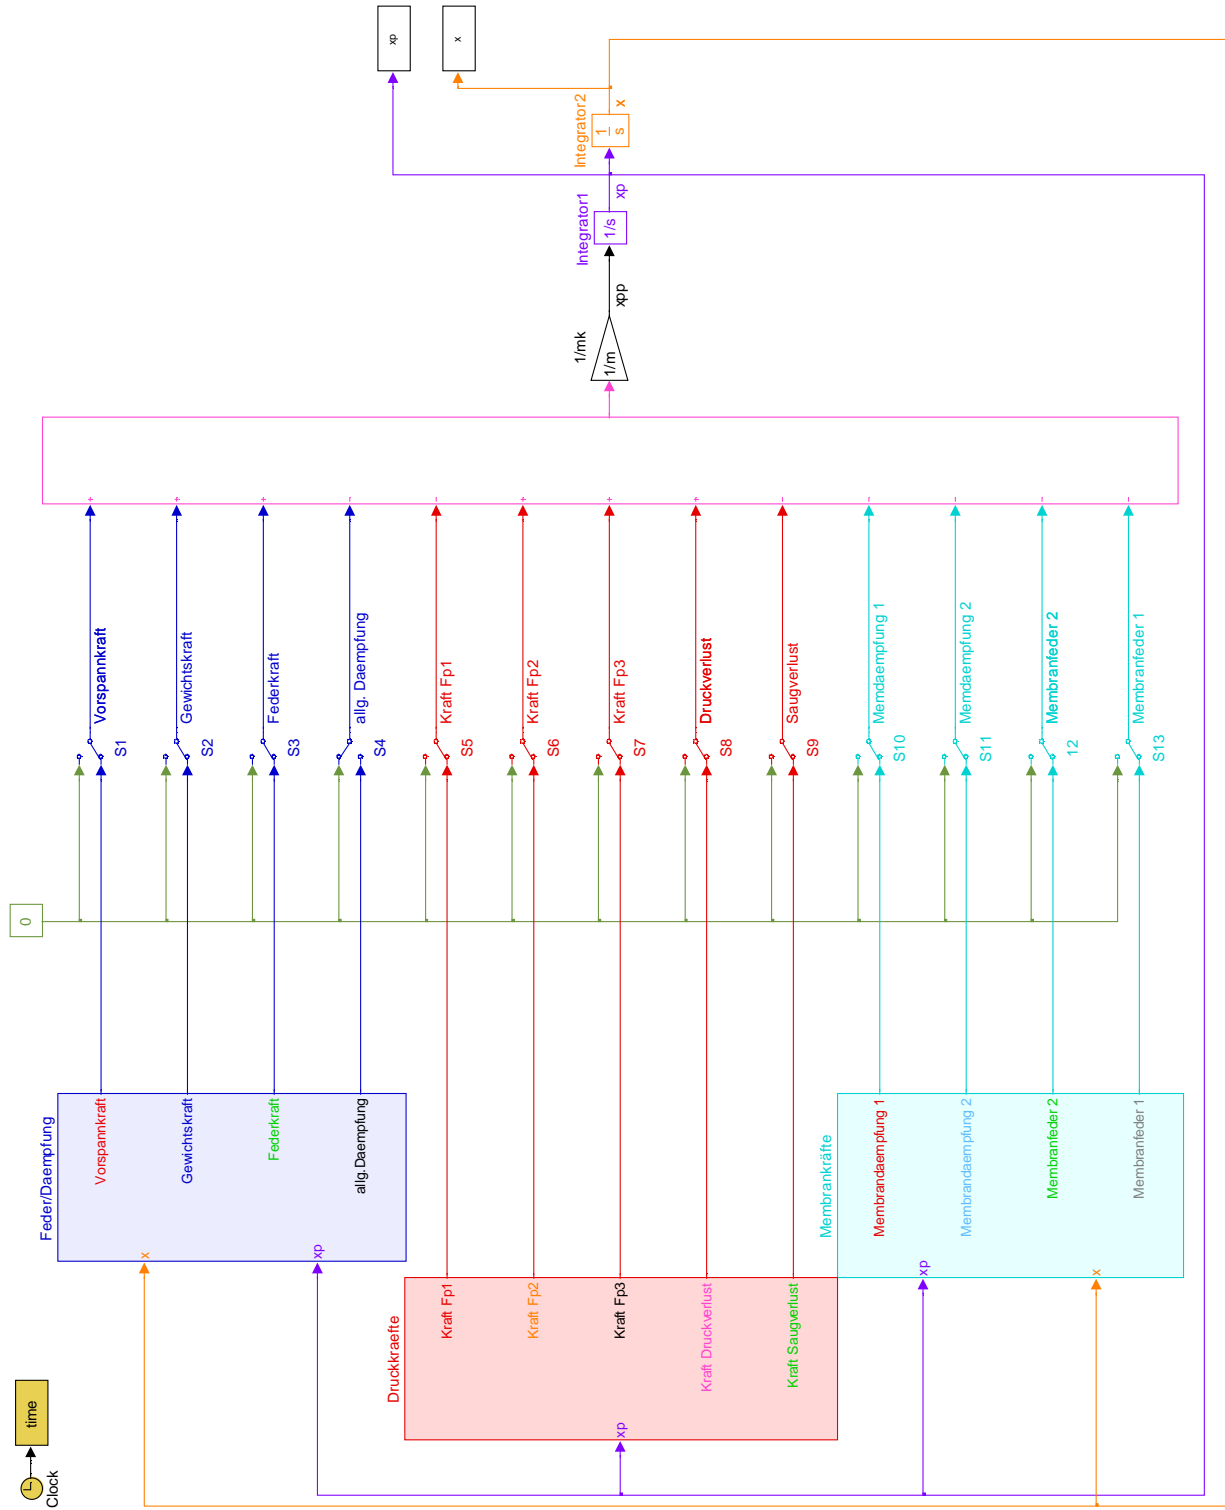 Clock
time
Feder/Daempfung
x
xp
Vorspannkraft
Gewichtskraft
Federkraft
allg.Daempfung
Druckkraefte
xp
Kraft Fp1
Kraft Fp2
Kraft Fp3
Kraft Druckverlust
Kraft Saugverlust
Membrankräfte
xp
x
Membrandaempfung 1
Membrandaempfung 2
Membranfeder 2
Membranfeder 1
0
S1
Vorspannkraft
S2
Gewichtskraft
S3
Federkraft
S4
allg. Daempfung
S5
Kraft Fp1
S6
Kraft Fp2
S7
Kraft Fp3
S8
Druckverlust
S9
Saugverlust
S10
Memdaempfung 1
S11
Memdaempfung 2
12
Membranfeder 2
S13
Membranfeder 1
+
+
+
+
+
+
+
+
+
+
+
+
+
1/mk
1/m
xpp
Integrator1
1/s
xp
Integrator2
1
s
x
xp
x